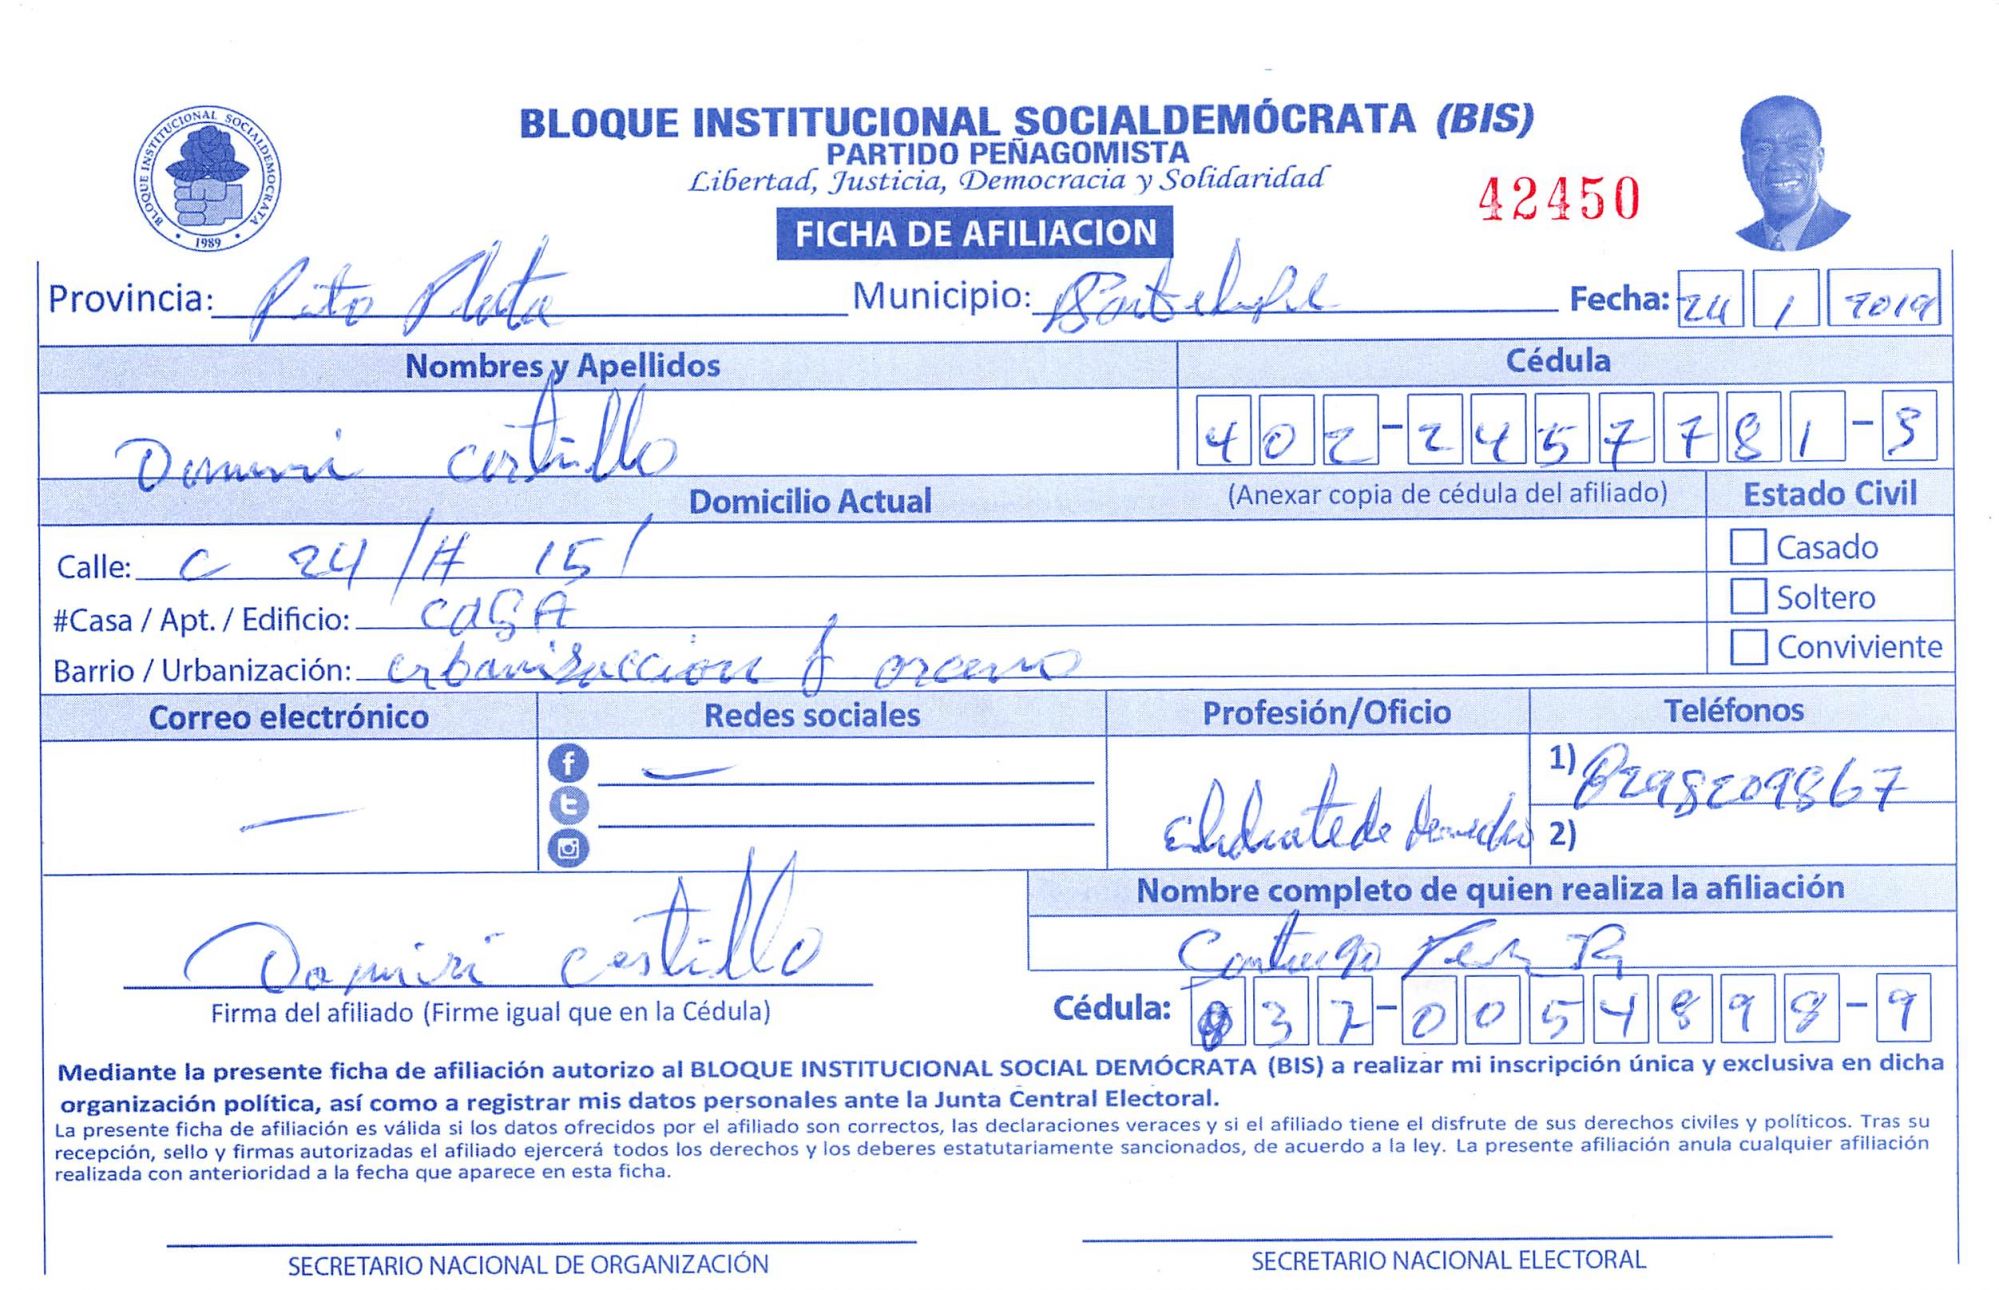 BLOQUE INSTITUCIONAL SOCIALDEMÓCRATA (BIS)
PARTIDO PEÑAGOMISTA
Libertad, Justicia, Democracia y Solidaridad
42450
BLOQUE INSTITUCIONAL SOCIALDEMOCRATA
1989
FICHA DE AFILIACION
Provincia: Pto Plata Municipio: Fecha: 24 1 2019
Nombres y Apellidos Cédula
castillo 402-2457781-3
Domicilio Actual (Anexar copia de cédula del afiliado) Estado Civil
Calle: C 24 / # 15 / Casado
#Casa / Apt. / Edificio: CASA Soltero
Barrio / Urbanización: Conviviente
Correo electrónico Redes sociales Profesión/Oficio Teléfonos
— — 1) 8298209867
Estudiante de 2)
Nombre completo de quien realiza la afiliación
Damiri castillo
Firma del afiliado (Firme igual que en la Cédula) Cédula: 037-0054898-9
Mediante la presente ficha de afiliación autorizo al BLOQUE INSTITUCIONAL SOCIAL DEMÓCRATA (BIS) a realizar mi inscripción única y exclusiva en dicha
organización política, así como a registrar mis datos personales ante la Junta Central Electoral.
La presente ficha de afiliación es válida si los datos ofrecidos por el afiliado son correctos, las declaraciones veraces y si el afiliado tiene el disfrute de sus derechos civiles y políticos. Tras su
recepción, sello y firmas autorizadas el afiliado ejercerá todos los derechos y los deberes estatutariamente sancionados, de acuerdo a la ley. La presente afiliación anula cualquier afiliación
realizada con anterioridad a la fecha que aparece en esta ficha.
SECRETARIO NACIONAL DE ORGANIZACIÓN SECRETARIO NACIONAL ELECTORAL